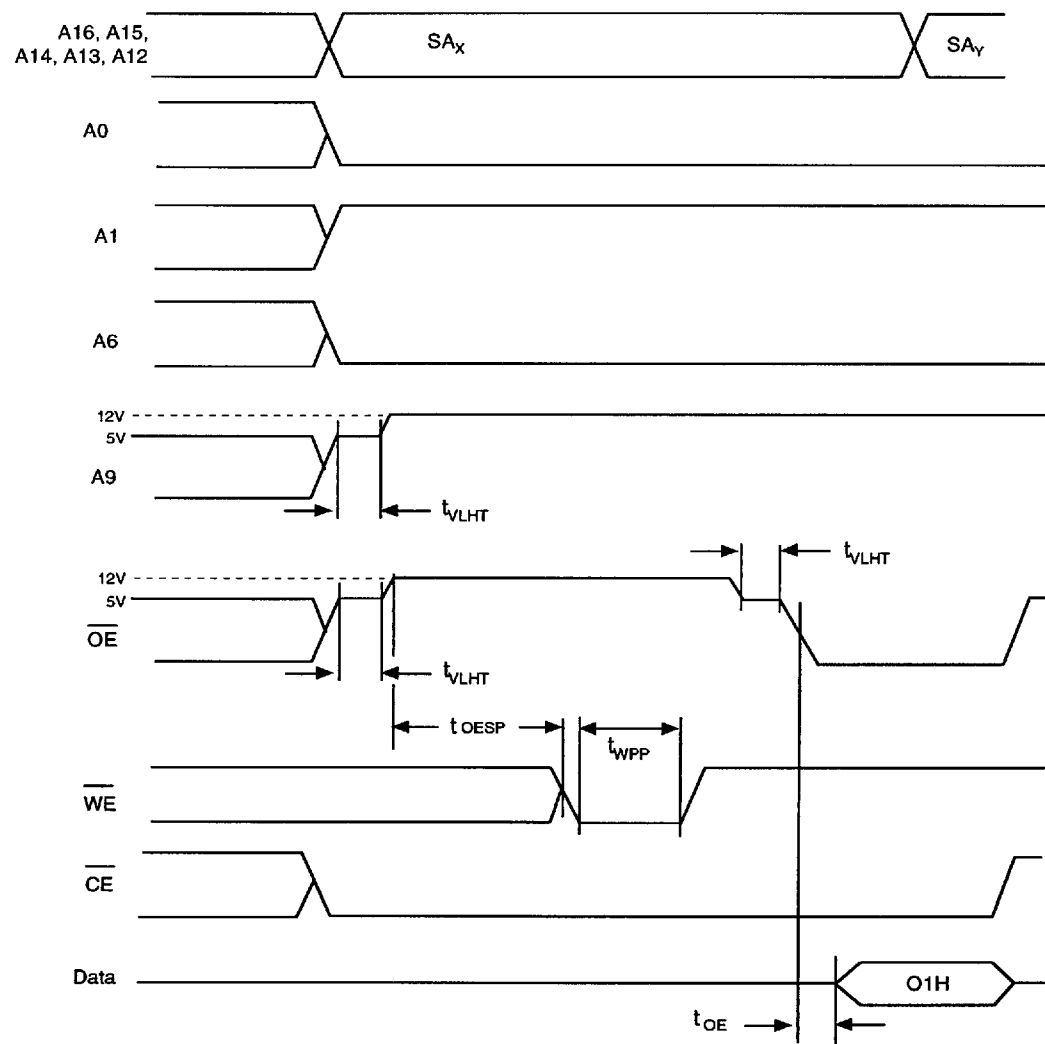 A16, A15,
A14, A13, A12
SAX
SAY
A0
A1
A6
12V
5V
A9
tVLHT
tVLHT
12V
5V
OE
tVLHT
tOESP
tWPP
WE
CE
Data
O1H
tOE